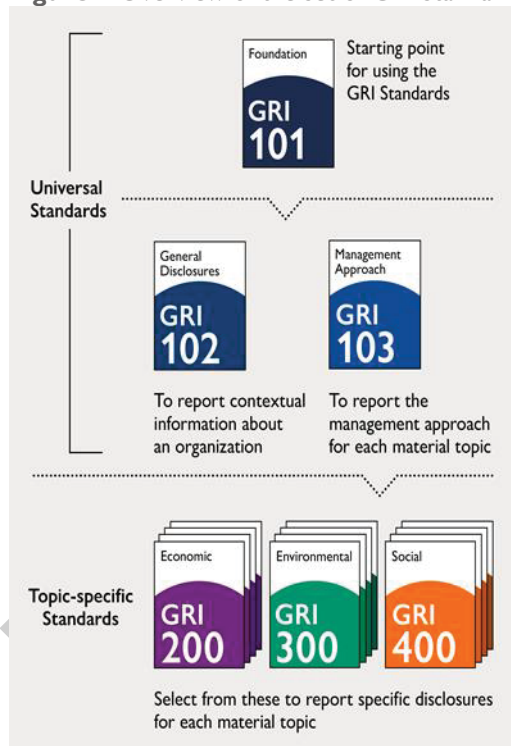 Foundation
GRI
101
Starting point
for using the
GRI Standards
Universal
Standards
General
Disclosures
GRI
102
Management
Approach
GRI
103
To report contextual
information about
an organization
To report the
management approach
for each material topic
Topic-specific
Standards
Economic
GRI
200
Environmental
GRI
300
Social
GRI
400
Select from these to report specific disclosures
for each material topic